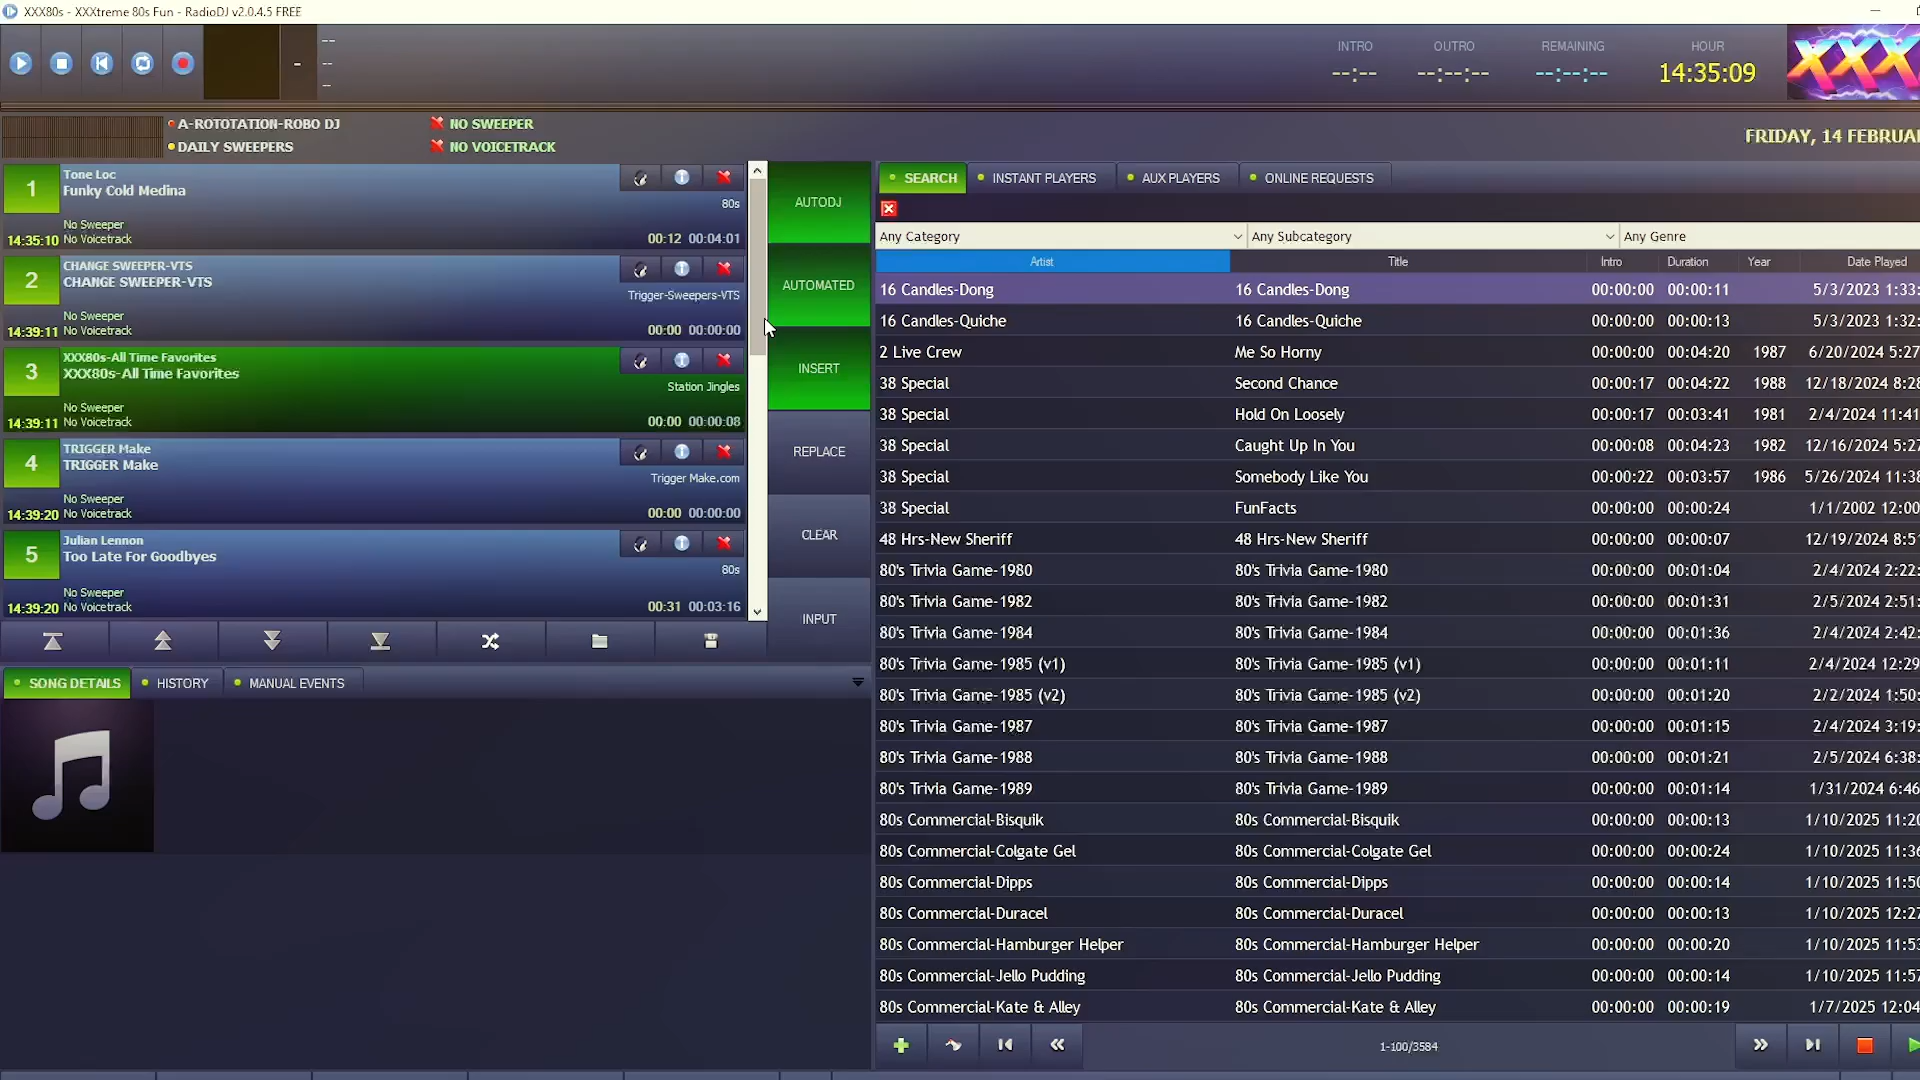 XXX80s - XXXtreme 80s Fun - RadioDJ v2.0.4.5 FREE
--
-
--
--
INTRO
--:--
OUTRO
--:--:--
REMAINING
--:--:--
HOUR
14:35:09
XXX
A-ROTOTATION-ROBO DJ
NO SWEEPER
DAILY SWEEPERS
NO VOICETRACK
FRIDAY, 14 FEBRUA
1
Tone Loc
Funky Cold Medina
80s
No Sweeper
14:35:10 No Voicetrack
00:12 00:04:01
2
CHANGE SWEEPER-VTS
CHANGE SWEEPER-VTS
Trigger-Sweepers-VTS
No Sweeper
14:39:11 No Voicetrack
00:00 00:00:00
3
XXX80s-All Time Favorites
XXX80s-All Time Favorites
Station Jingles
No Sweeper
14:39:11 No Voicetrack
00:00 00:00:08
4
TRIGGER Make
TRIGGER Make
Trigger Make.com
No Sweeper
14:39:20 No Voicetrack
00:00 00:00:00
5
Julian Lennon
Too Late For Goodbyes
80s
No Sweeper
14:39:20 No Voicetrack
00:31 00:03:16
AUTODJ
AUTOMATED
INSERT
REPLACE
CLEAR
INPUT
SONG DETAILS
HISTORY
MANUAL EVENTS
SEARCH
INSTANT PLAYERS
AUX PLAYERS
ONLINE REQUESTS
Any Category
Any Subcategory
Any Genre
Artist Title Intro Duration Year Date Played
16 Candles-Dong 16 Candles-Dong 00:00:00 00:00:11 5/3/2023 1:33:
16 Candles-Quiche 16 Candles-Quiche 00:00:00 00:00:13 5/3/2023 1:32:
2 Live Crew Me So Horny 00:00:00 00:04:20 1987 6/20/2024 5:27
38 Special Second Chance 00:00:17 00:04:22 1988 12/18/2024 8:28
38 Special Hold On Loosely 00:00:17 00:03:41 1981 2/4/2024 11:41
38 Special Caught Up In You 00:00:08 00:04:23 1982 12/16/2024 5:27
38 Special Somebody Like You 00:00:22 00:03:57 1986 5/26/2024 11:38
38 Special FunFacts 00:00:00 00:00:24 1/1/2002 12:00
48 Hrs-New Sheriff 48 Hrs-New Sheriff 00:00:00 00:00:07 12/19/2024 8:51
80's Trivia Game-1980 80's Trivia Game-1980 00:00:00 00:01:04 2/4/2024 2:22:
80's Trivia Game-1982 80's Trivia Game-1982 00:00:00 00:01:31 2/5/2024 2:51:
80's Trivia Game-1984 80's Trivia Game-1984 00:00:00 00:01:36 2/4/2024 2:42:
80's Trivia Game-1985 (v1) 80's Trivia Game-1985 (v1) 00:00:00 00:01:11 2/4/2024 12:29
80's Trivia Game-1985 (v2) 80's Trivia Game-1985 (v2) 00:00:00 00:01:20 2/2/2024 1:50:
80's Trivia Game-1987 80's Trivia Game-1987 00:00:00 00:01:15 2/4/2024 3:19:
80's Trivia Game-1988 80's Trivia Game-1988 00:00:00 00:01:21 2/5/2024 6:38:
80's Trivia Game-1989 80's Trivia Game-1989 00:00:00 00:01:14 1/31/2024 6:46
80s Commercial-Bisquik 80s Commercial-Bisquik 00:00:00 00:00:13 1/10/2025 11:20
80s Commercial-Colgate Gel 80s Commercial-Colgate Gel 00:00:00 00:00:24 1/10/2025 11:36
80s Commercial-Dipps 80s Commercial-Dipps 00:00:00 00:00:14 1/10/2025 11:50
80s Commercial-Duracel 80s Commercial-Duracel 00:00:00 00:00:13 1/10/2025 12:27
80s Commercial-Hamburger Helper 80s Commercial-Hamburger Helper 00:00:00 00:00:20 1/10/2025 11:53
80s Commercial-Jello Pudding 80s Commercial-Jello Pudding 00:00:00 00:00:14 1/10/2025 11:57
80s Commercial-Kate & Alley 80s Commercial-Kate & Alley 00:00:00 00:00:19 1/7/2025 12:04
1-100/3584